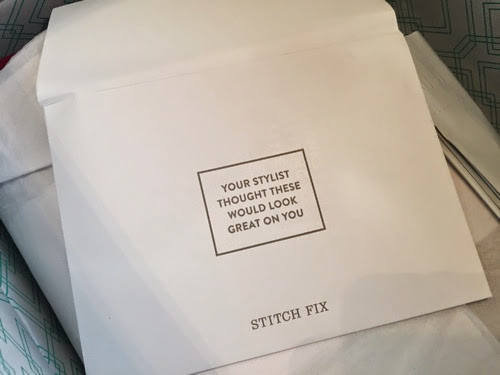 YOUR STYLIST
THOUGHT THESE
WOULD LOOK
GREAT ON YOU
STITCH FIX